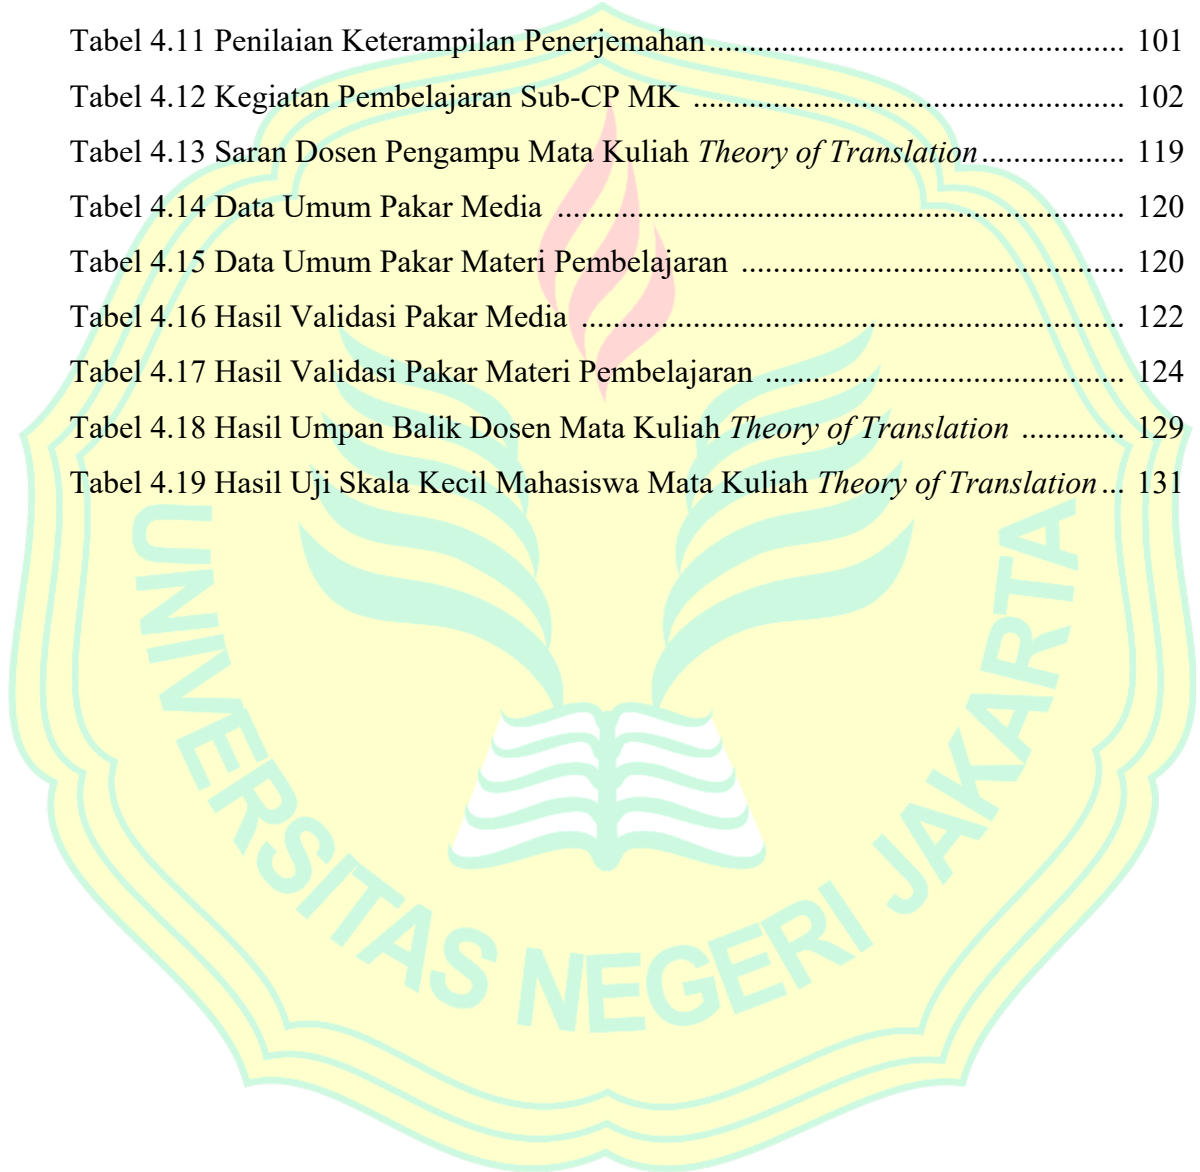 Tabel 4.11 Penilaian Keterampilan Penerjemahan.................................................... 101
Tabel 4.12 Kegiatan Pembelajaran Sub-CP MK ...................................................... 102
Tabel 4.13 Saran Dosen Pengampu Mata Kuliah Theory of Translation.................. 119
Tabel 4.14 Data Umum Pakar Media ....................................................................... 120
Tabel 4.15 Data Umum Pakar Materi Pembelajaran ................................................ 120
Tabel 4.16 Hasil Validasi Pakar Media .................................................................... 122
Tabel 4.17 Hasil Validasi Pakar Materi Pembelajaran ............................................. 124
Tabel 4.18 Hasil Umpan Balik Dosen Mata Kuliah Theory of Translation ............. 129
Tabel 4.19 Hasil Uji Skala Kecil Mahasiswa Mata Kuliah Theory of Translation... 131
UNIVERSITAS NEGERI JAKARTA